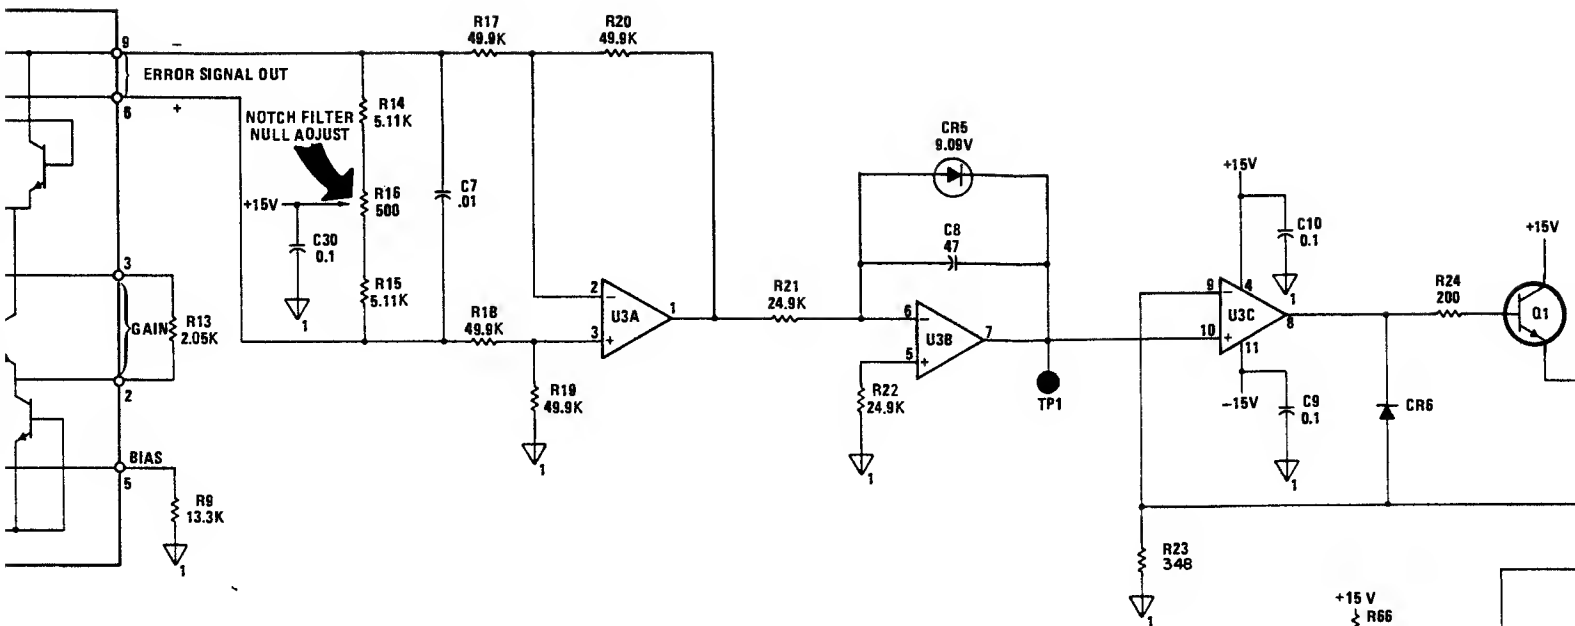 9
−
ERROR SIGNAL OUT
+
6
NOTCH FILTER
NULL ADJUST
+15V
C30
0.1
1
R14
5.11K
R16
500
R15
5.11K
C7
.01
R17
49.9K
R20
49.9K
R18
49.9K
R19
49.9K
1
2
−
3
+
U3A
1
3
GAIN
R13
2.05K
2
BIAS
5
R9
13.3K
1
R21
24.9K
CR5
9.09V
C8
47
6
−
5
+
U3B
7
R22
24.9K
1
TP1
+15V
C10
0.1
1
9
−
4
U3C
8
10
+
11
−15V
C9
0.1
1
R24
200
+15V
Q1
CR6
R23
348
1
+15 V
R66